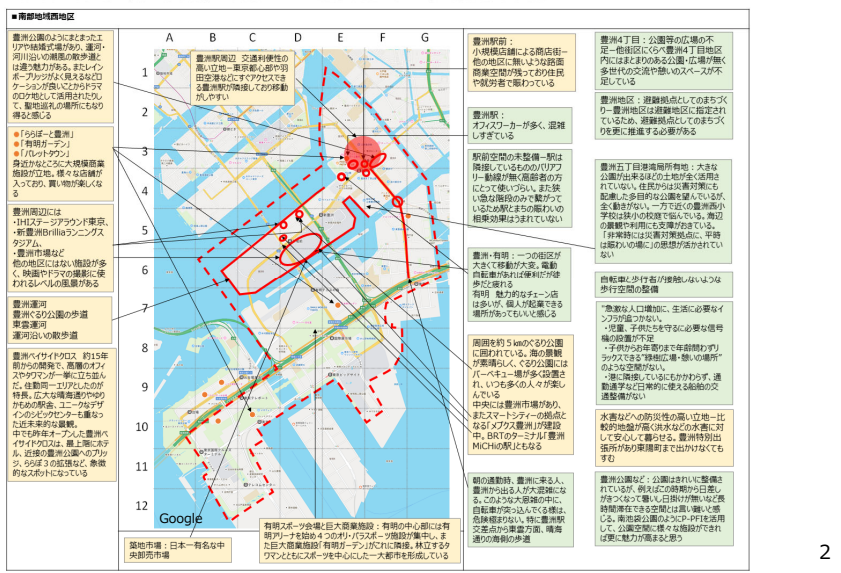 ■南部地域西地区
A B C D E F G
1
2
3
4
5
6
7
8
9
10
11
12
豊洲公園のようにまとまったエ
リアや結婚式場があり、運河・
河川沿いの潮風の散歩道と
は違う魅力がある。またレイン
ボーブリッジがよく見えるなどロ
ケーションが良いことからドラマ
のロケ地として活用されたりし
て、聖地巡礼の場所にもなり
得ると感じる
●「ららぽーと豊洲」
●「有明ガーデン」
●「パレットタウン」
身近かなところに大規模商業
施設が立地。様々な店舗が
入っており、買い物が楽しくな
る
豊洲周辺には
・IHIステージアラウンド東京、
・新豊洲Brilliaランニングス
タジアム、
・豊洲市場など
他の地区にはない施設が多
く、映画やドラマの撮影に使
われるレベルの風景がある
豊洲運河
豊洲ぐるり公園の歩道
東雲運河
運河沿いの散歩道
豊洲ベイサイドクロス 約15年
前からの開発で、高層のオフィ
スやタワマンが一挙に立ち並ん
だ。住勤同一エリアとしたのが
特長。広大な海浜通りやゆり
かもめの駅舎、ユニークなデザ
インのシビックセンターも重なっ
た近未来的な景観。
中でも昨年オープンした豊洲ベ
イサイドクロスは、最上階にホテ
ル、近接の豊洲公園へのブリッ
ジ、ららぽ３の拡張など、象徴
的なスポットになっている
豊洲駅周辺 交通利便性の
高い立地－東京都心部や羽
田空港などにすぐアクセスでき
る豊洲駅が隣接しており移動
がしやすい
Google
築地市場：日本一有名な中
央卸売市場
有明スポーツ会場と巨大商業施設：有明の中心部には有
明アリーナを始め４つのオリ・パラスポーツ施設が集中し、ま
た巨大商業施設「有明ガーデン」がこれに隣接。林立するタ
ワマンとともにスポーツを中心にした一大都市を形成している
豊洲駅前：
小規模店舗による商店街－
他の地区に無いような路面
商業空間が残っており住民
や就労者で賑わっている
豊洲駅：
オフィスワーカーが多く、混雑
しすぎている
駅前空間の未整備－駅は
隣接しているもののバリアフ
リー動線が無く高齢者の方
にとって使いづらい。また狭
い急な階段のみで繋がって
いるため駅とまちの賑わいの
相乗効果はうまれていない
豊洲・有明：一つの街区が
大きくて移動が大変。電動
自転車があれば便利だが徒
歩だと疲れる
有明 魅力的なチェーン店
は多いが、個人が起業できる
場所があってもいいと感じる
周囲を約５kmのぐるり公園
に囲われている。海の景観
が素晴らしく、ぐるり公園には
バーベキュー場が多く設置さ
れ、いつも多くの人々が楽し
んでいる
中央には豊洲市場があり、
またスマートシティーの拠点と
なる「メブクス豊洲」が建設
中。BRTのターミナル「豊洲
MiCHiの駅」ともなる
朝の通勤時、豊洲に来る人、
豊洲から出る人が大混雑にな
る。このような大混雑の中に、
自転車が突っ込んでくる様は、
危険極まりない。特に豊洲駅
交差点から東雲方面、晴海
通りの海側の歩道
豊洲4丁目：公園等の広場の不
足－他街区にくらべ豊洲4丁目地区
内にはまとまりのある公園・広場が無く
多世代の交流や憩いのスペースが不
足している
豊洲地区：避難拠点としてのまちづく
り－豊洲地区は避難地区に指定され
ているため、避難拠点としてのまちづく
りを更に推進する必要がある
豊洲五丁目港湾局所有地：大きな
公園が出来るほどの土地が全く活用さ
れていない。住民からは災害対策にも
配慮した多目的な公園を望んでいるが、
全く動かない。一方で近くの豊洲西小
学校は狭小の校庭で悩んでいる。海辺
の景観や利用にも支障がおきている。
「非常時には災害対策拠点に、平時
は賑わいの場に」の思想が活かされてい
ない
自転車と歩行者が接触しないような
歩行空間の整備
"急激な人口増加に、生活に必要なイ
ンフラが追つかない。
・児童、子供たちを守るに必要な信号
機の設置が不足
・子供からお年寄りまで年齢問わずリ
ラックスできる"緑樹広場・憩いの場所"
のような空間がない。
・港に隣接しているにもかかわらず、通
勤通学など日常的に使える船舶の交
通整備がない
水害などへの防災性の高い立地－比
較的地盤が高く洪水などの水害に対
して安心して暮らせる。豊洲特別出
張所があり東陽町まで出かけなくても
すむ
豊洲公園など：公園はきれいに整備さ
れているが、例えばこの時期から日差し
がきつくなって暑いし日掛けが無いなど長
時間滞在できる空間とは言い難いと感
じる。南池袋公園のようにP-PFIを活用
して、公園空間に様々な施設ができれ
ば更に魅力が高まると思う
2